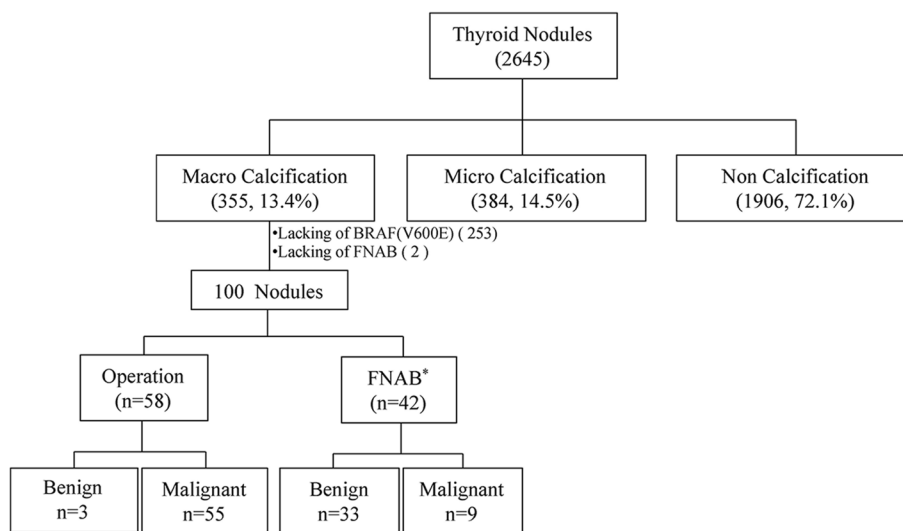 Thyroid Nodules
(2645)
Macro Calcification
(355, 13.4%)
Micro Calcification
(384, 14.5%)
Non Calcification
(1906, 72.1%)
•Lacking of BRAF(V600E) ( 253)
•Lacking of FNAB ( 2 )
100 Nodules
Operation
(n=58)
FNAB*
(n=42)
Benign
n=3
Malignant
n=55
Benign
n=33
Malignant
n=9